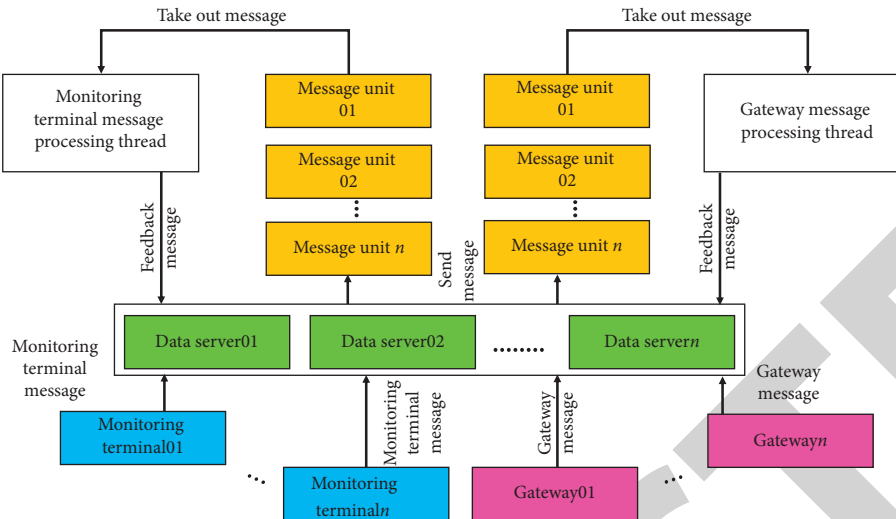 Take out message
Take out message
Monitoring
terminal message
processing thread
Message unit
01
Message unit
01
Gateway message
processing thread
Message unit
02
Message unit
02
Message unit n
Message unit n
Feedback
message
Send
message
Feedback
message
Data server01
Data server02
Data servern
Monitoring
terminal
message
Monitoring
terminal
message
Gateway
message
Gateway
message
Monitoring
terminal01
Gatewayn
Monitoring
terminaln
Gateway01